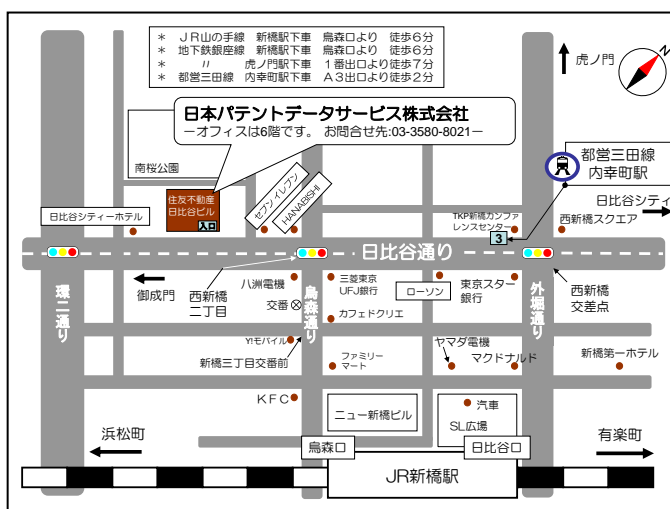 ＊ ＪＲ山の手線 新橋駅下車 烏森口より 徒歩６分
＊ 地下鉄銀座線 新橋駅下車 烏森口より 徒歩６分
＊ 〃 虎ノ門駅下車 １番出口より徒歩７分
＊ 都営三田線 内幸町駅下車 Ａ３出口より徒歩２分
虎ノ門
N
日本パテントデータサービス株式会社
－オフィスは6階です。 お問合せ先:03-3580-8021－
南桜公園
都営三田線
内幸町駅
日比谷シティ
日比谷シティーホテル
住友不動産
日比谷ビル
入口
セブンイレブン
HANABISHI
TKP新橋カンファ
レンスセンター
3
西新橋スクエア
日比谷通り
環二通り
御成門
西新橋
二丁目
八洲電機
交番
烏森通り
三菱東京
UFJ銀行
カフェドクリエ
ローソン
東京スター
銀行
外堀通り
西新橋
交差点
Y!モバイル
新橋三丁目交番前
ファミリー
マート
ヤマダ電機
マクドナルド
新橋第一ホテル
ＫＦＣ
ニュー新橋ビル
汽車
SL広場
浜松町
烏森口
日比谷口
有楽町
JR新橋駅